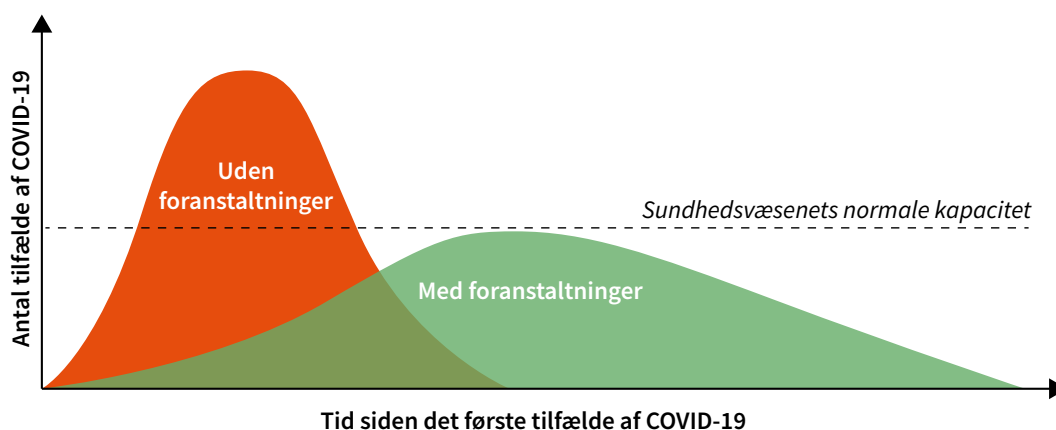 Antal tilfælde af COVID-19
Uden
foranstaltninger
Sundhedsvæsenets normale kapacitet
Med foranstaltninger
Tid siden det første tilfælde af COVID-19